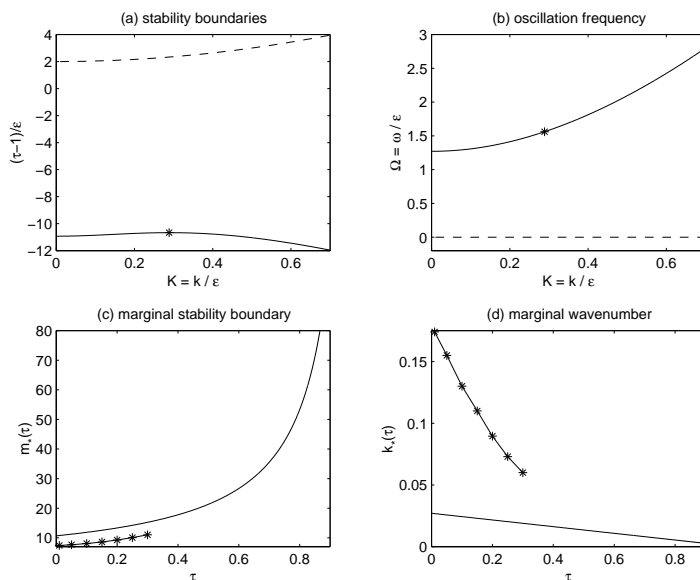 (a) stability boundaries
(τ−1)/ε
4
2
0
−2
−4
−6
−8
−10
−12
0 0.2 0.4 0.6
K = k / ε
(b) oscillation frequency
Ω = ω / ε
3
2.5
2
1.5
1
0.5
0
0 0.2 0.4 0.6
K = k / ε
(c) marginal stability boundary
m*(τ)
80
70
60
50
40
30
20
10
0 0.2 0.4 0.6 0.8
τ
(d) marginal wavenumber
k*(τ)
0.15
0.1
0.05
0
0 0.2 0.4 0.6 0.8
τ